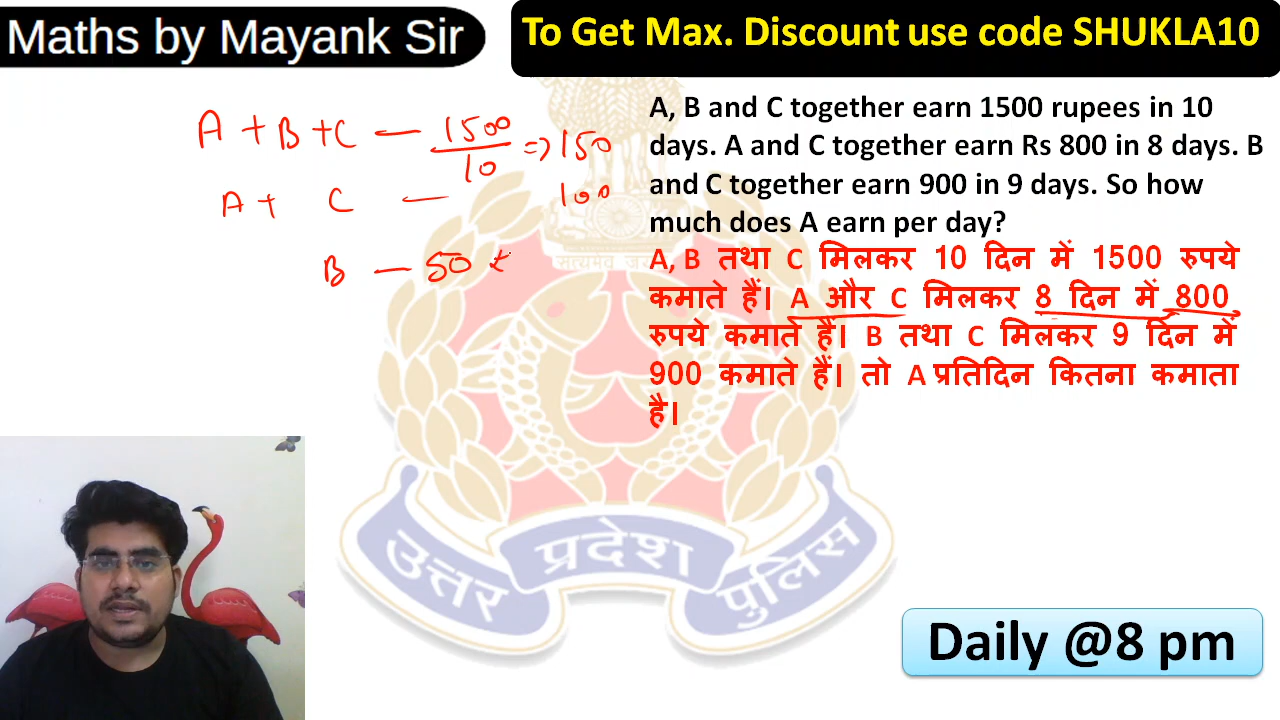 Maths by Mayank Sir
To Get Max. Discount use code SHUKLA10
A + B + C — 1500/10 => 150
A + C — 100
B — 50 ₹
A, B and C together earn 1500 rupees in 10
days. A and C together earn Rs 800 in 8 days. B
and C together earn 900 in 9 days. So how
much does A earn per day?
A, B तथा C मिलकर 10 दिन में 1500 रुपये
कमाते हैं। A और C मिलकर 8 दिन में 800
रुपये कमाते हैं। B तथा C मिलकर 9 दिन में
900 कमाते हैं। तो A प्रतिदिन कितना कमाता
है।
सत्यमेव जयते
उत्तर प्रदेश पुलिस
Daily @8 pm